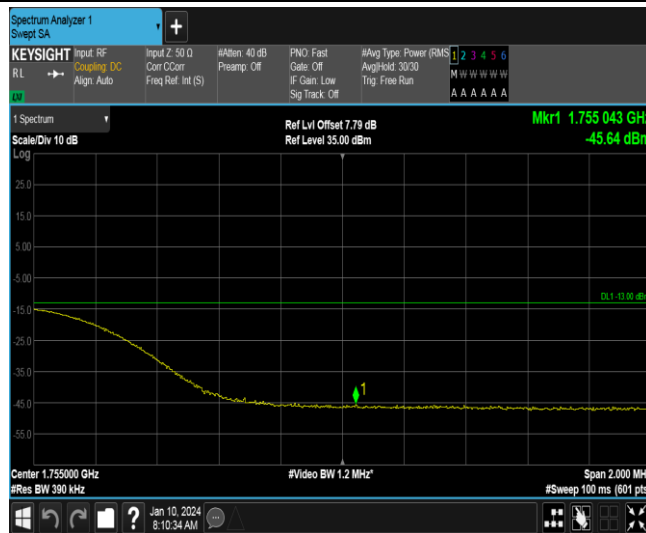 Spectrum Analyzer 1
Swept SA
+
KEYSIGHT Input: RF Input Z: 50 Ω #Atten: 40 dB PNO: Fast #Avg Type: Power (RMS 1 2 3 4 5 6
RL Coupling: DC Corr CCorr Preamp: Off Gate: Off Avg|Hold: 30/30 M W W W W W
Align: Auto Freq Ref: Int (S) IF Gain: Low Trig: Free Run
Sig Track: Off A A A A A A
1 Spectrum
Ref Lvl Offset 7.79 dB Mkr1 1.755 043 GHz
Scale/Div 10 dB Ref Level 35.00 dBm -45.64 dBm
Log
25.0
15.0
5.00
-5.00
DL1 -13.00 dBm
-15.0
-25.0
-35.0
1
-45.0
-55.0
Center 1.755000 GHz #Video BW 1.2 MHz* Span 2.000 MH
#Res BW 390 kHz #Sweep 100 ms (601 pts
? Jan 10, 2024
8:10:34 AM